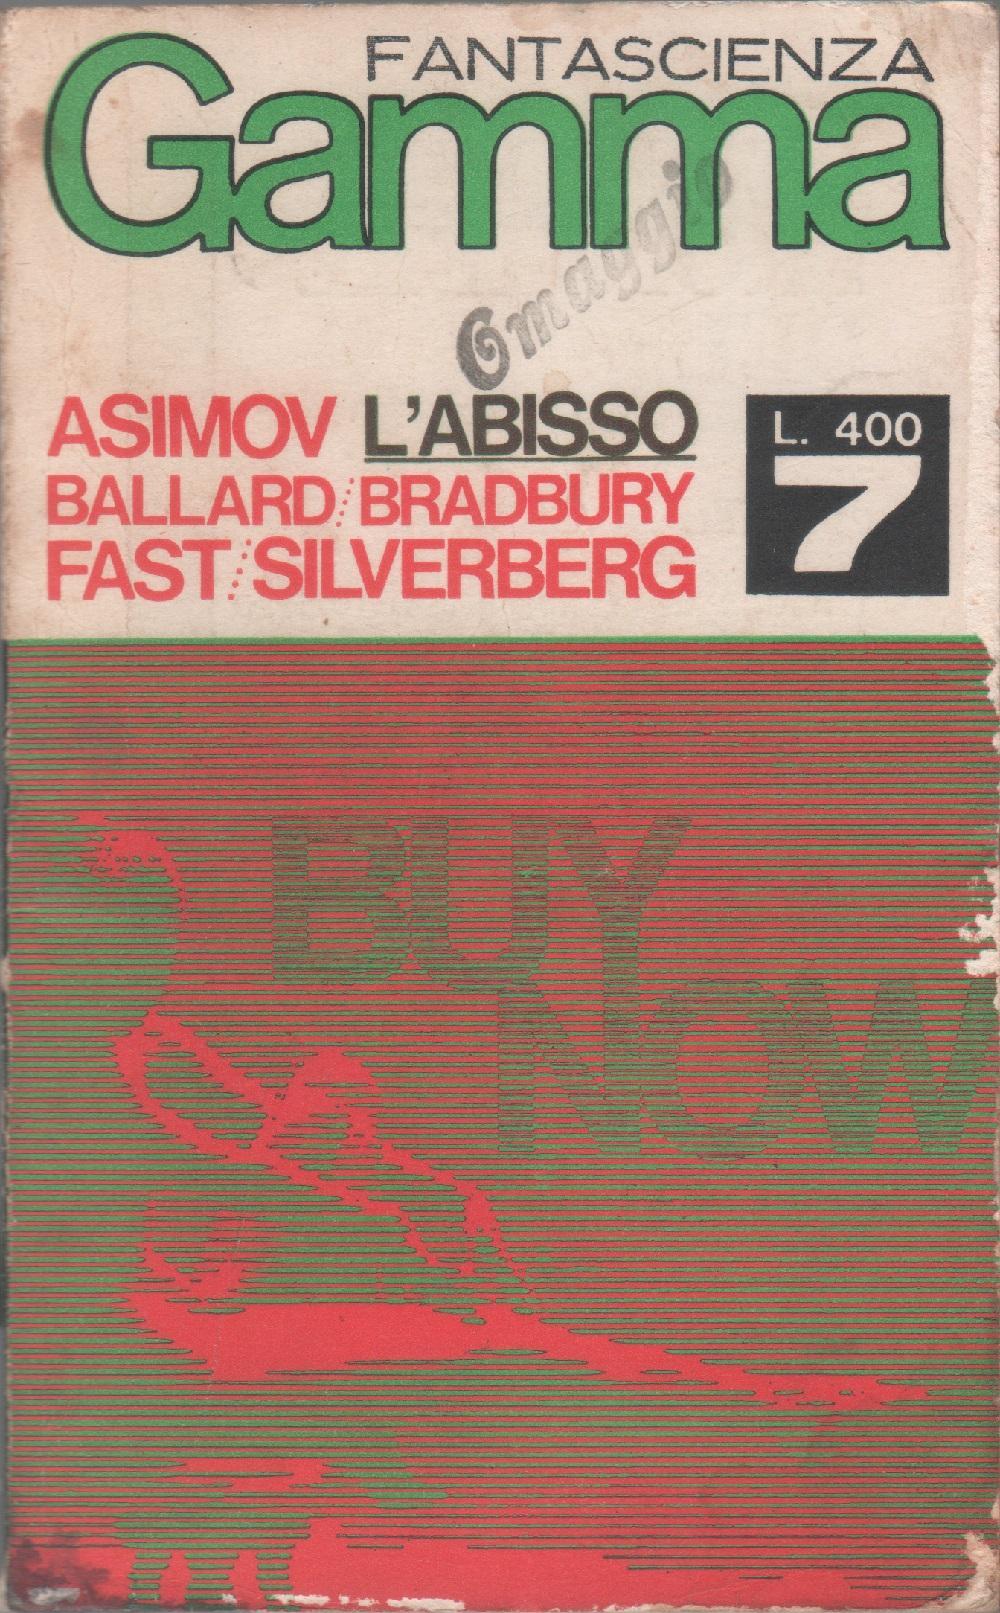 FANTASCIENZA
Gamma
Omaggio
ASIMOV L'ABISSO
BALLARD/BRADBURY
FAST/SILVERBERG
L. 400
7
BUY
NOW